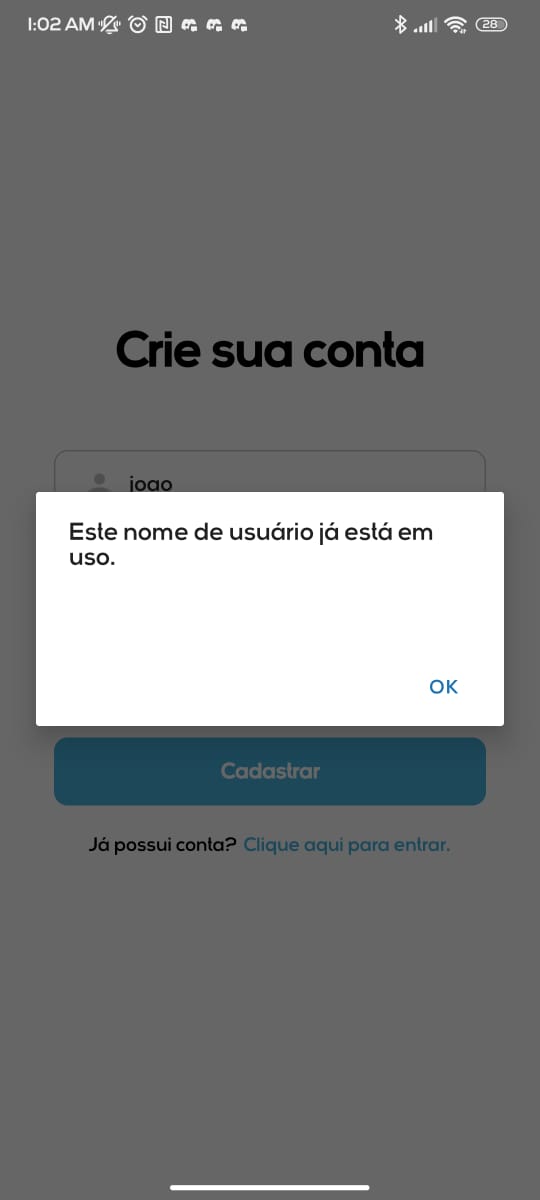 1:02 AM
28
Crie sua conta
joao
Este nome de usuário já está em
uso.
OK
Cadastrar
Já possui conta? Clique aqui para entrar.